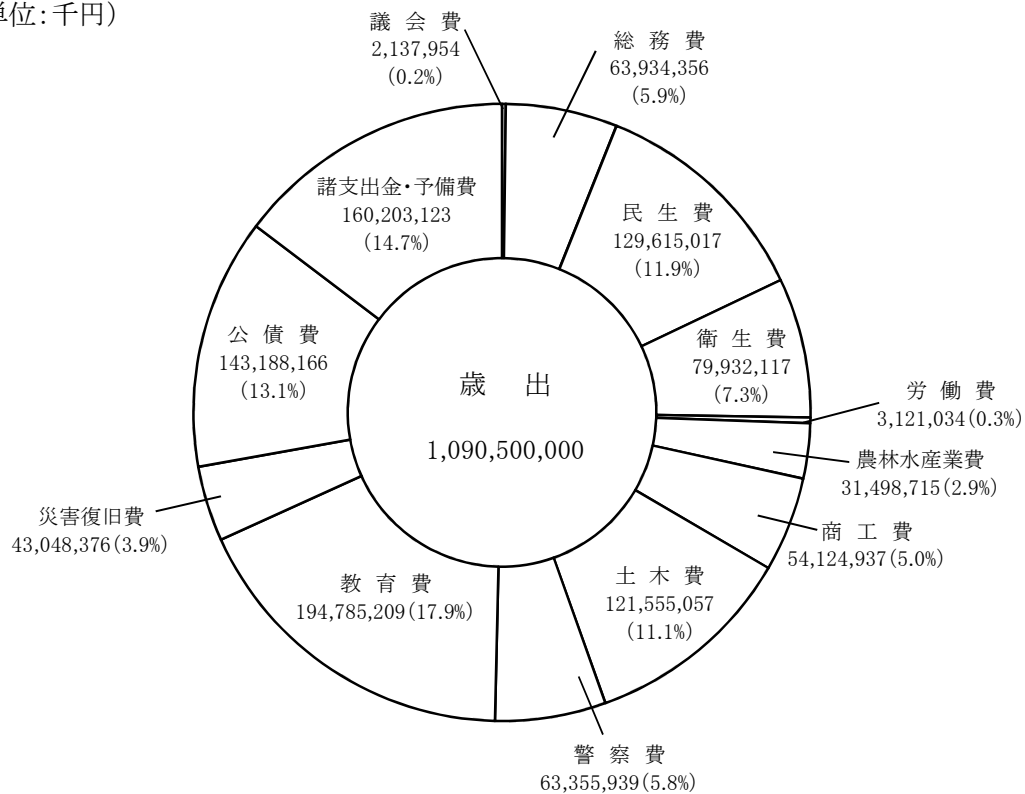 単位:千円)
議会費
2,137,954
(0.2%)
総務費
63,934,356
(5.9%)
民生費
129,615,017
(11.9%)
衛生費
79,932,117
(7.3%)
労働費
3,121,034(0.3%)
農林水産業費
31,498,715(2.9%)
商工費
54,124,937(5.0%)
土木費
121,555,057
(11.1%)
警察費
63,355,939(5.8%)
教育費
194,785,209(17.9%)
災害復旧費
43,048,376(3.9%)
公債費
143,188,166
(13.1%)
諸支出金・予備費
160,203,123
(14.7%)
歳出
1,090,500,000